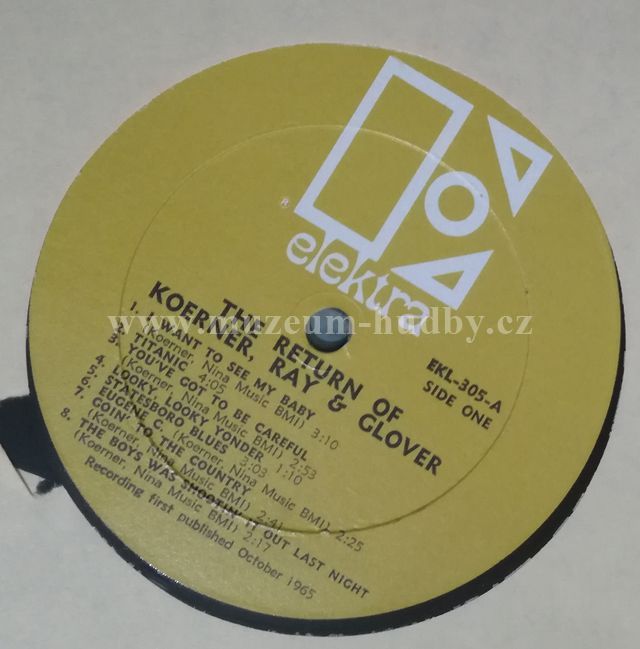 ®
elektra
THE RETURN OF
KOERNER, RAY & GLOVER
EKL-305-A
SIDE ONE
1. I WANT TO SEE MY BABY
(Koerner, Nina Music BMI) 3:10
2. TITANIC 4:05
3. YOU'VE GOT TO BE CAREFUL
(Koerner, Nina Music BMI) 2:53
4. LOOKY, LOOKY YONDER 1:10
5. STATESBORO BLUES 3:03
6. EUGENE C. (Koerner, Nina Music BMI) 2:25
7. GOIN' TO THE COUNTRY
(Koerner, Nina Music BMI) 2:41
8. THE BOYS WAS SHOOTIN' IT OUT LAST NIGHT
(Koerner, Nina Music BMI) 2:17
Recording first published October 1965
www.muzeum-hudby.cz